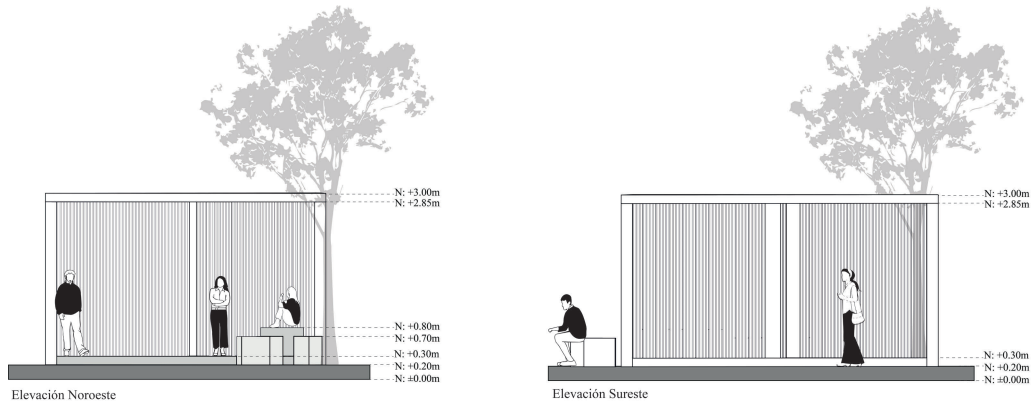 N: +3.00m
N: +2.85m
N: +0.80m
N: +0.70m
N: +0.30m
N: +0.20m
N: ±0.00m
Elevación Noroeste
N: +3.00m
N: +2.85m
N: +0.30m
N: +0.20m
N: ±0.00m
Elevación Sureste